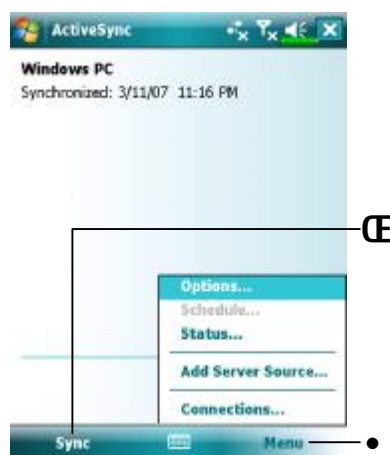 ActiveSync
Windows PC
Synchronized: 3/11/07 11:16 PM
Œ
Options...
Schedule...
Status...
Add Server Source...
Connections...
Sync Menu •